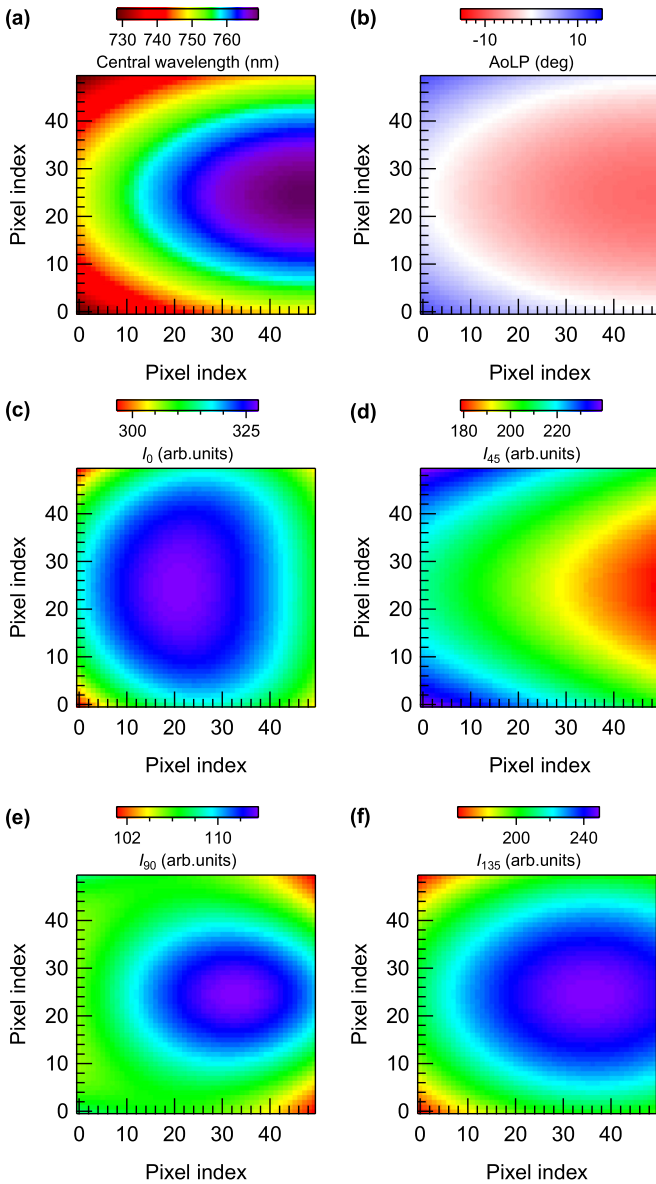 (a)
730 740 750 760
Central wavelength (nm)
Pixel index
40
30
20
10
0
0 10 20 30 40
Pixel index
(b)
-10 10
AoLP (deg)
Pixel index
40
30
20
10
0
0 10 20 30 40
Pixel index
(c)
300 325
I0 (arb.units)
Pixel index
40
30
20
10
0
0 10 20 30 40
Pixel index
(d)
180 200 220
I45 (arb.units)
Pixel index
40
30
20
10
0
0 10 20 30 40
Pixel index
(e)
102 110
I90 (arb.units)
Pixel index
40
30
20
10
0
0 10 20 30 40
Pixel index
(f)
200 240
I135 (arb.units)
Pixel index
40
30
20
10
0
0 10 20 30 40
Pixel index